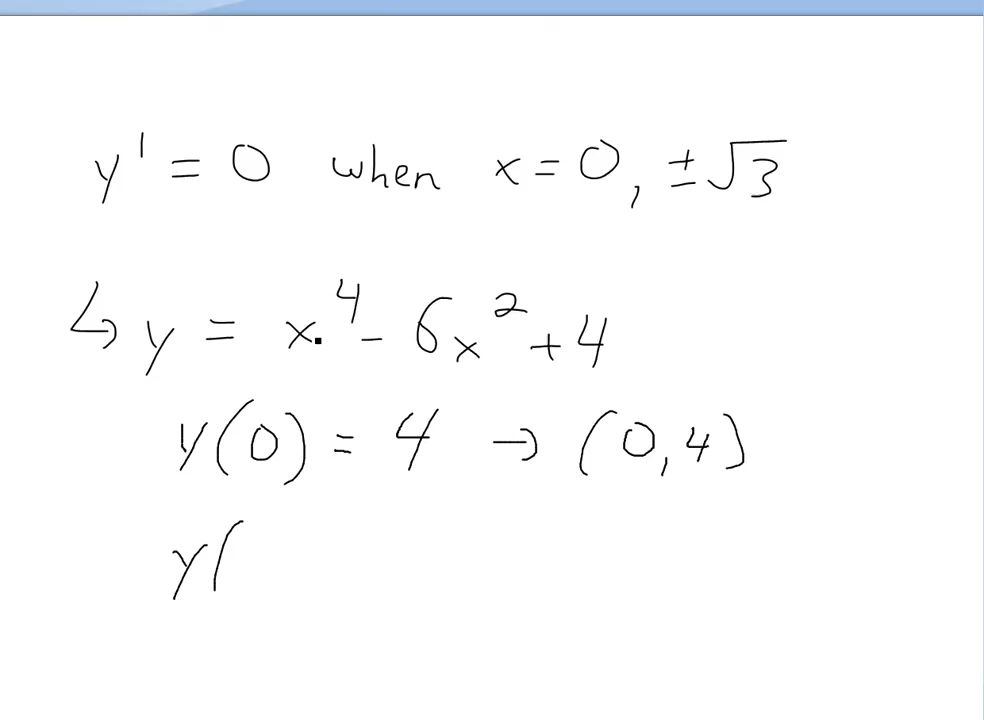 y' = 0 when x = 0, ±√3
↳ y = x⁴ - 6x² + 4
y(0) = 4 → (0,4)
y(